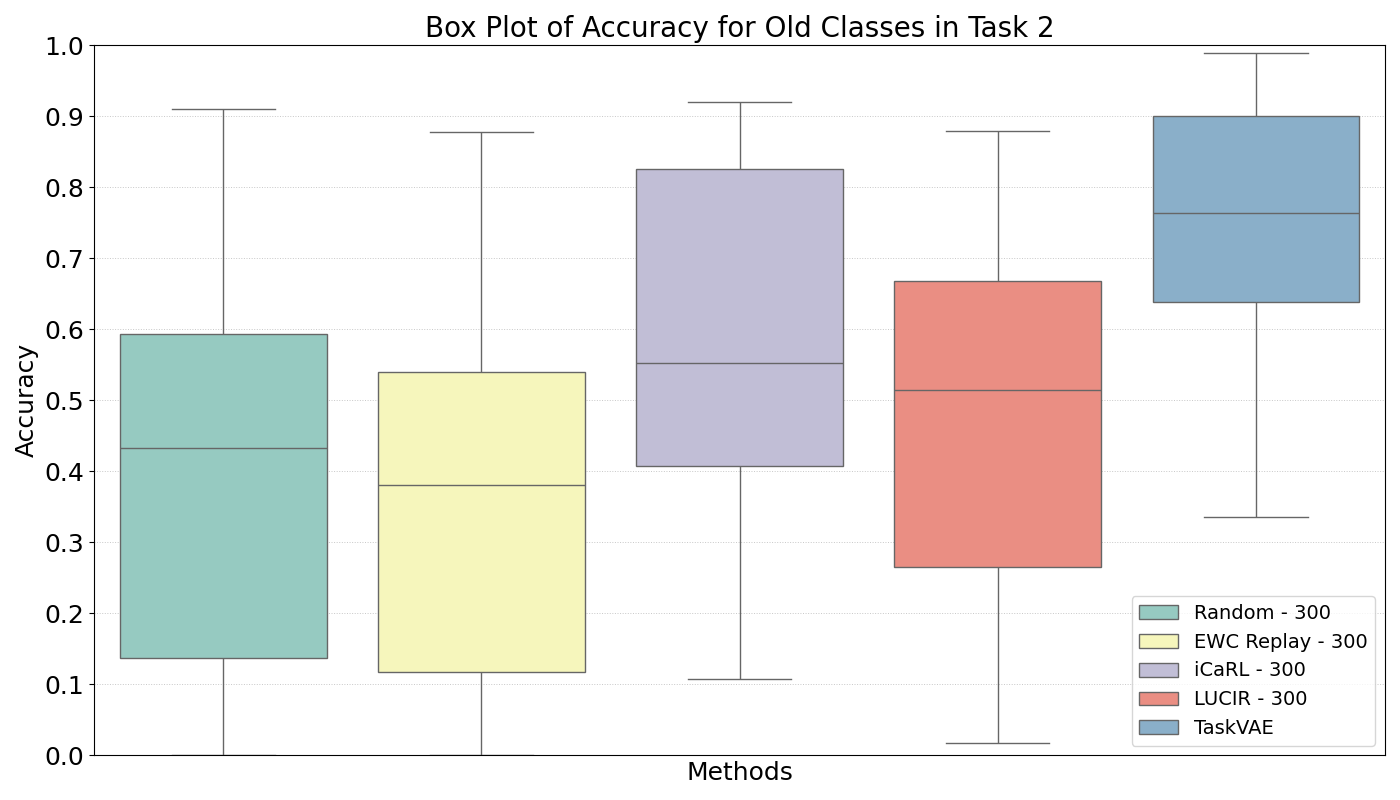 Box Plot of Accuracy for Old Classes in Task 2
1.0
0.9
0.8
0.7
0.6
0.5
0.4
0.3
0.2
0.1
0.0
Accuracy
Methods
Random - 300
EWC Replay - 300
iCaRL - 300
LUCIR - 300
TaskVAE